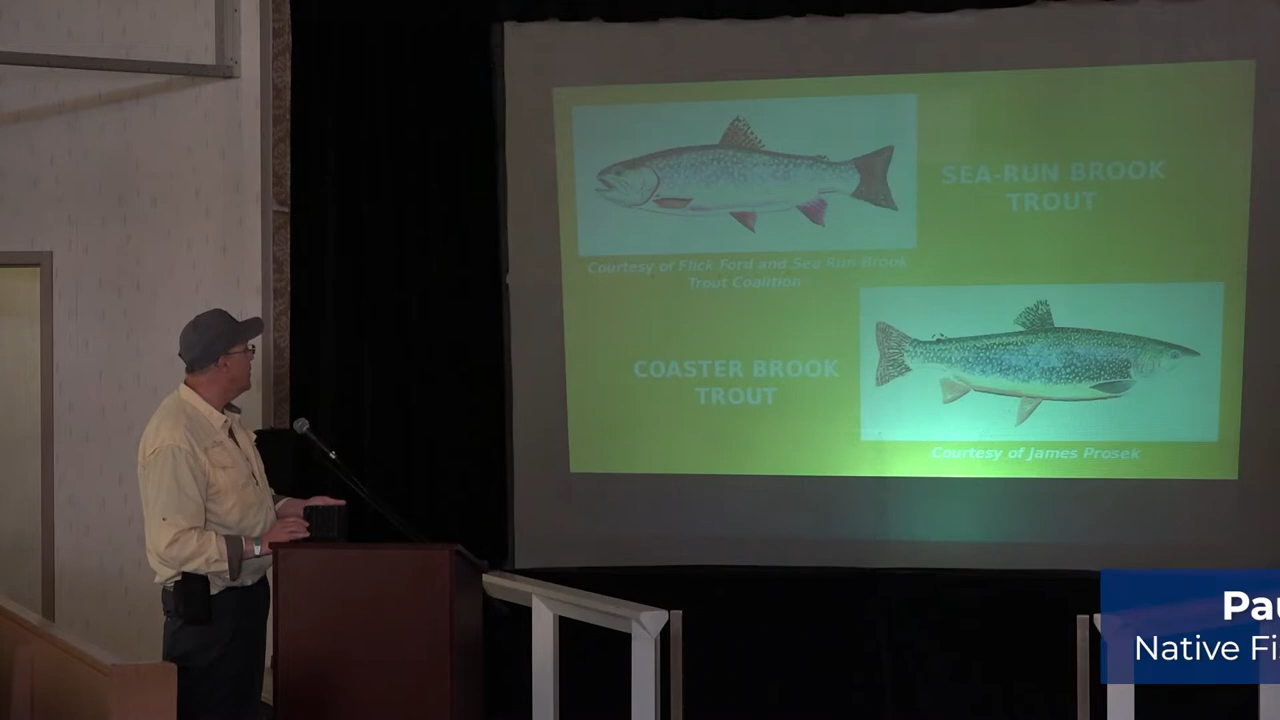 SEA-RUN BROOK
TROUT
Courtesy of Flick Ford and Sea Run Brook
Trout Coalition
COASTER BROOK
TROUT
Courtesy of James Prosek
Pau
Native Fi